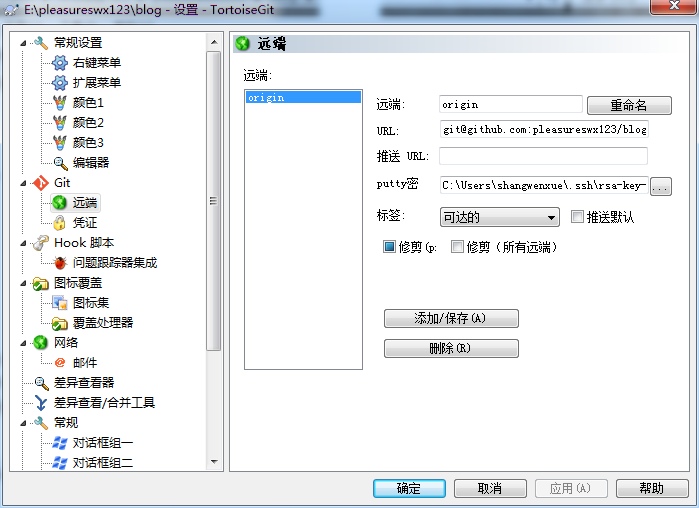 E:\pleasureswx123\blog - 设置 - TortoiseGit
常规设置
右键菜单
扩展菜单
颜色1
颜色2
颜色3
编辑器
Git
远端
凭证
Hook 脚本
问题跟踪器集成
图标覆盖
图标集
覆盖处理器
网络
邮件
差异查看器
差异查看/合并工具
常规
对话框组一
对话框组二
远端
远端:
origin
远端: origin 重命名
URL: git@github.com:pleasureswx123/blog
推送 URL:
putty密 C:\Users\shangwenxue\.ssh\rsa-key- ...
标签: 可达的 推送默认
修剪(p: 修剪（所有远端）
添加/保存(A)
删除(R)
确定 取消 应用(A) 帮助